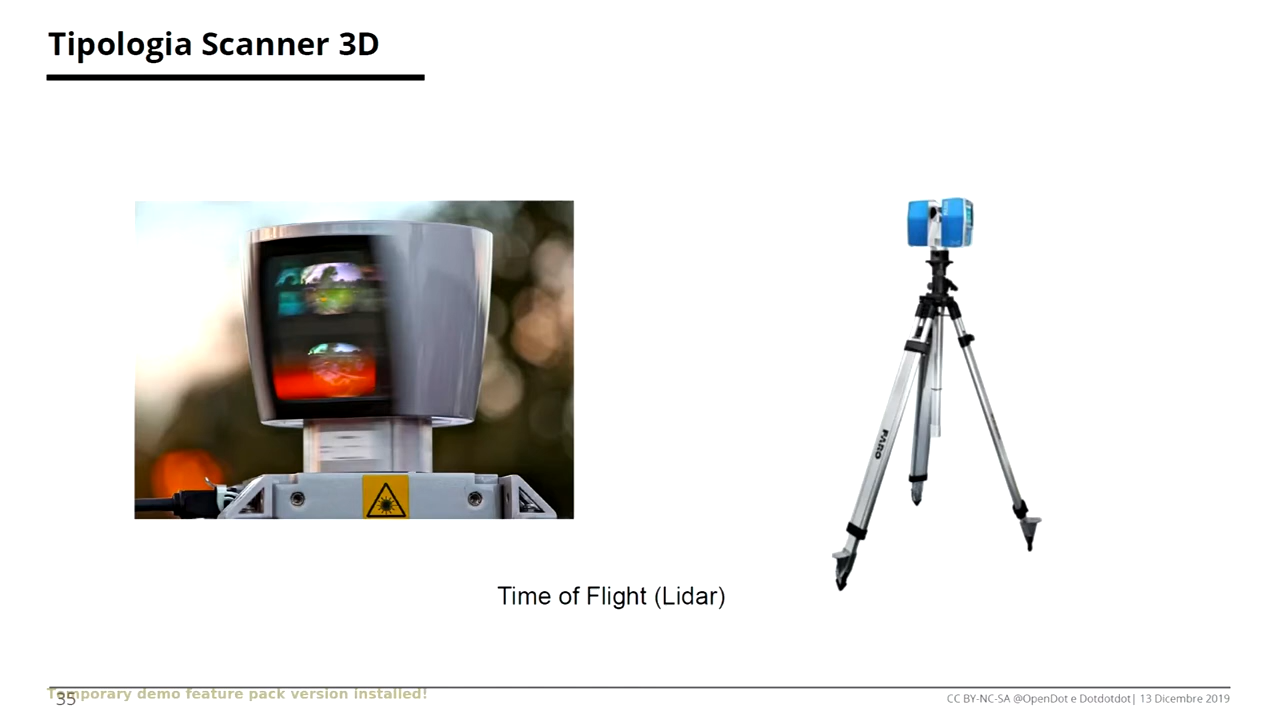 Tipologia Scanner 3D
FARO
Time of Flight (Lidar)
Temporary demo feature pack version installed!
35
CC BY-NC-SA @OpenDot e Dotdotdot| 13 Dicembre 2019